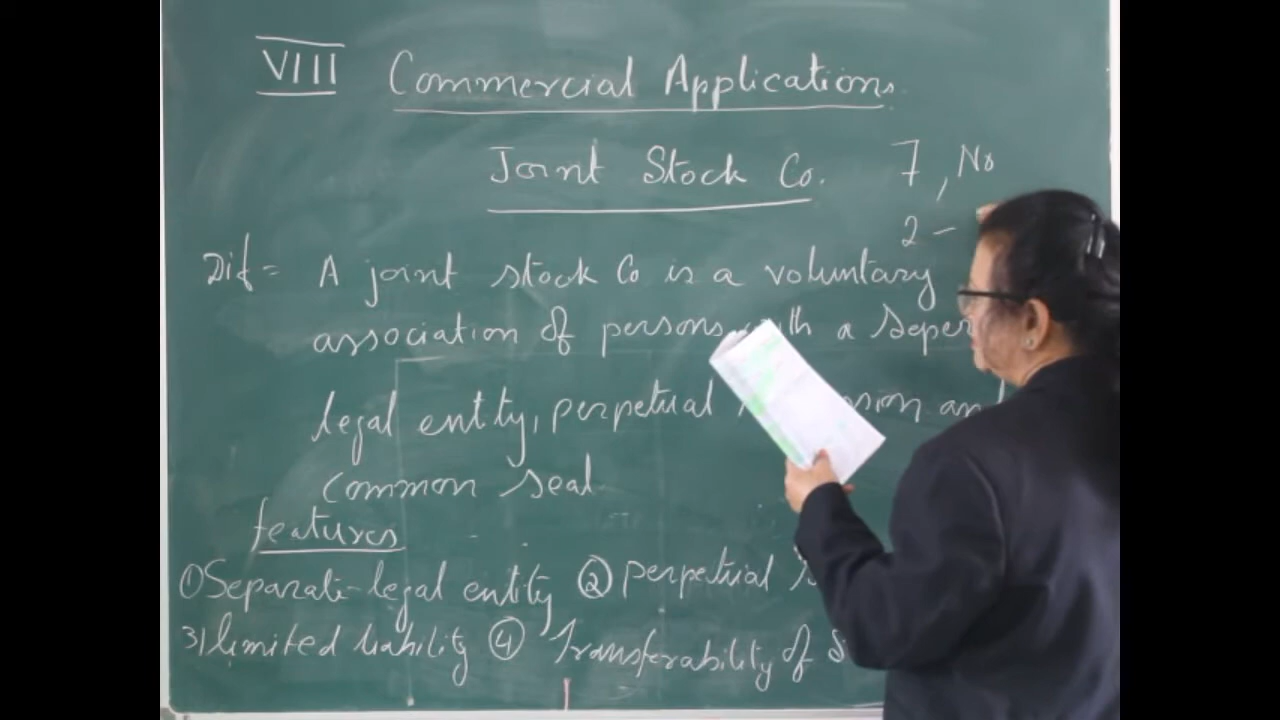 VIII Commercial Applications
Joint Stock Co. 7, No
2 -
Dif = A joint stock Co is a voluntary
association of persons with a Seper
legal entity, perpetual and
common seal
features
① Separate legal entity ② perpetual
3) limited liability ④ Transferability of